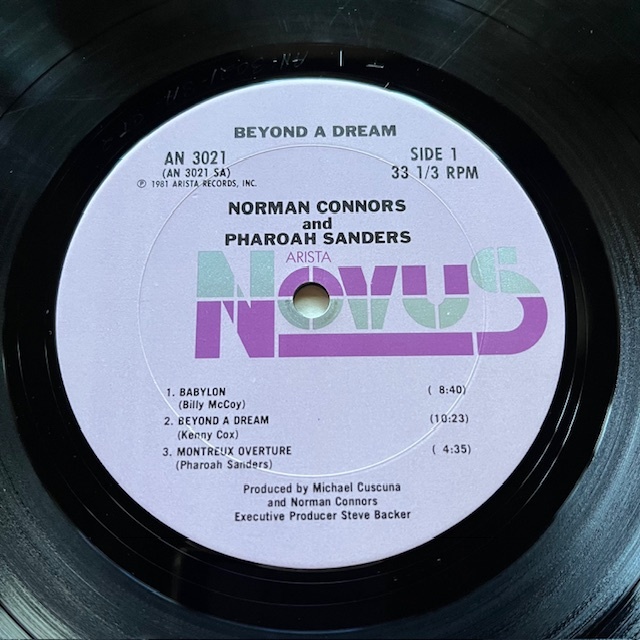 BEYOND A DREAM
AN 3021
(AN 3021 SA)
℗ 1981 ARISTA RECORDS, INC.
SIDE 1
33 1/3 RPM
NORMAN CONNORS
and
PHAROAH SANDERS
ARISTA
NOVUS
1. BABYLON ( 8:40)
(Billy McCoy)
2. BEYOND A DREAM (10:23)
(Kenny Cox)
3. MONTREUX OVERTURE ( 4:35)
(Pharoah Sanders)
Produced by Michael Cuscuna
and Norman Connors
Executive Producer Steve Backer